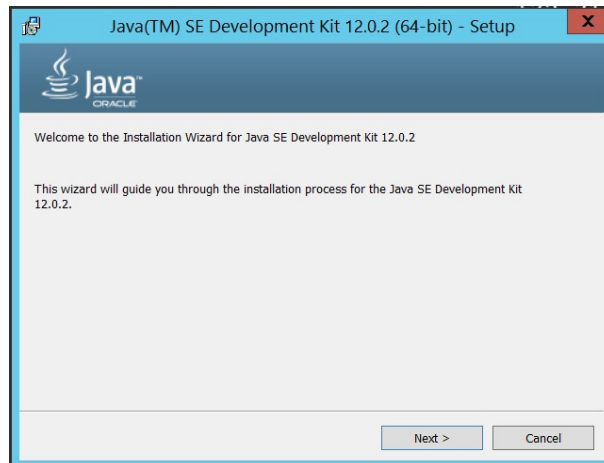 Java(TM) SE Development Kit 12.0.2 (64-bit) - Setup
X
Java™
ORACLE
Welcome to the Installation Wizard for Java SE Development Kit 12.0.2
This wizard will guide you through the installation process for the Java SE Development Kit
12.0.2.
Next >
Cancel